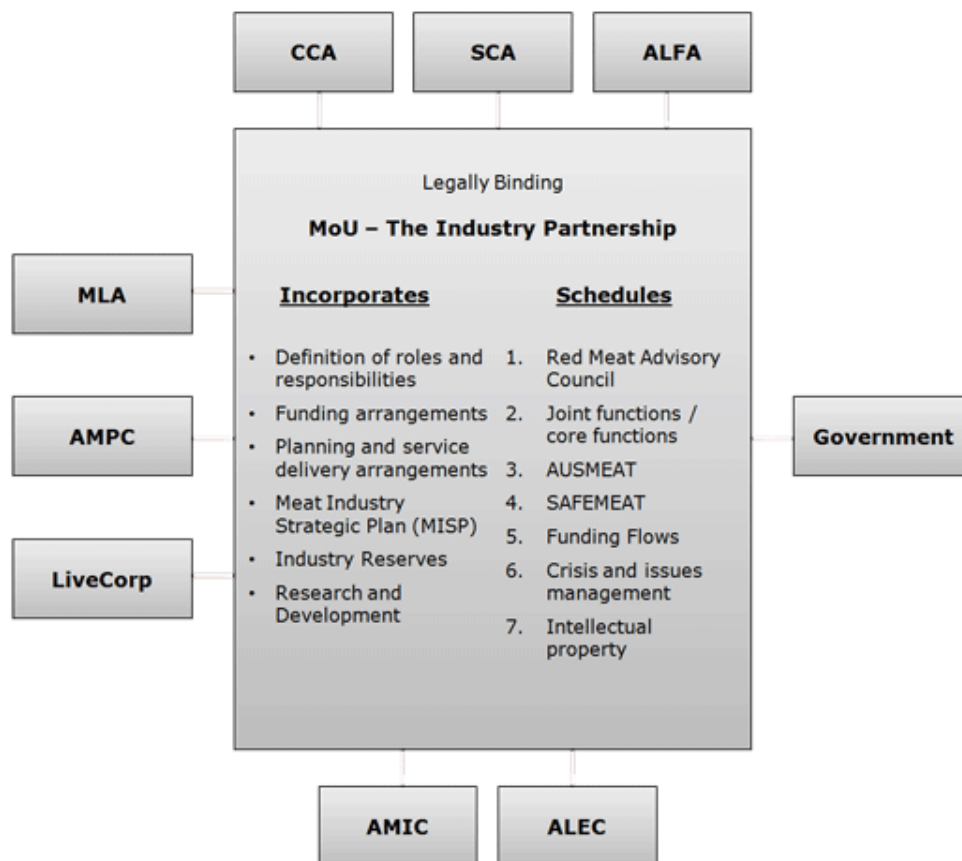 CCA
SCA
ALFA
Legally Binding
MoU – The Industry Partnership
MLA
AMPC
LiveCorp
Incorporates
• Definition of roles and
responsibilities
• Funding arrangements
• Planning and service
delivery arrangements
• Meat Industry
Strategic Plan (MISP)
• Industry Reserves
• Research and
Development
Schedules
1. Red Meat Advisory
Council
2. Joint functions /
core functions
3. AUSMEAT
4. SAFEMEAT
5. Funding Flows
6. Crisis and issues
management
7. Intellectual
property
Government
AMIC
ALEC